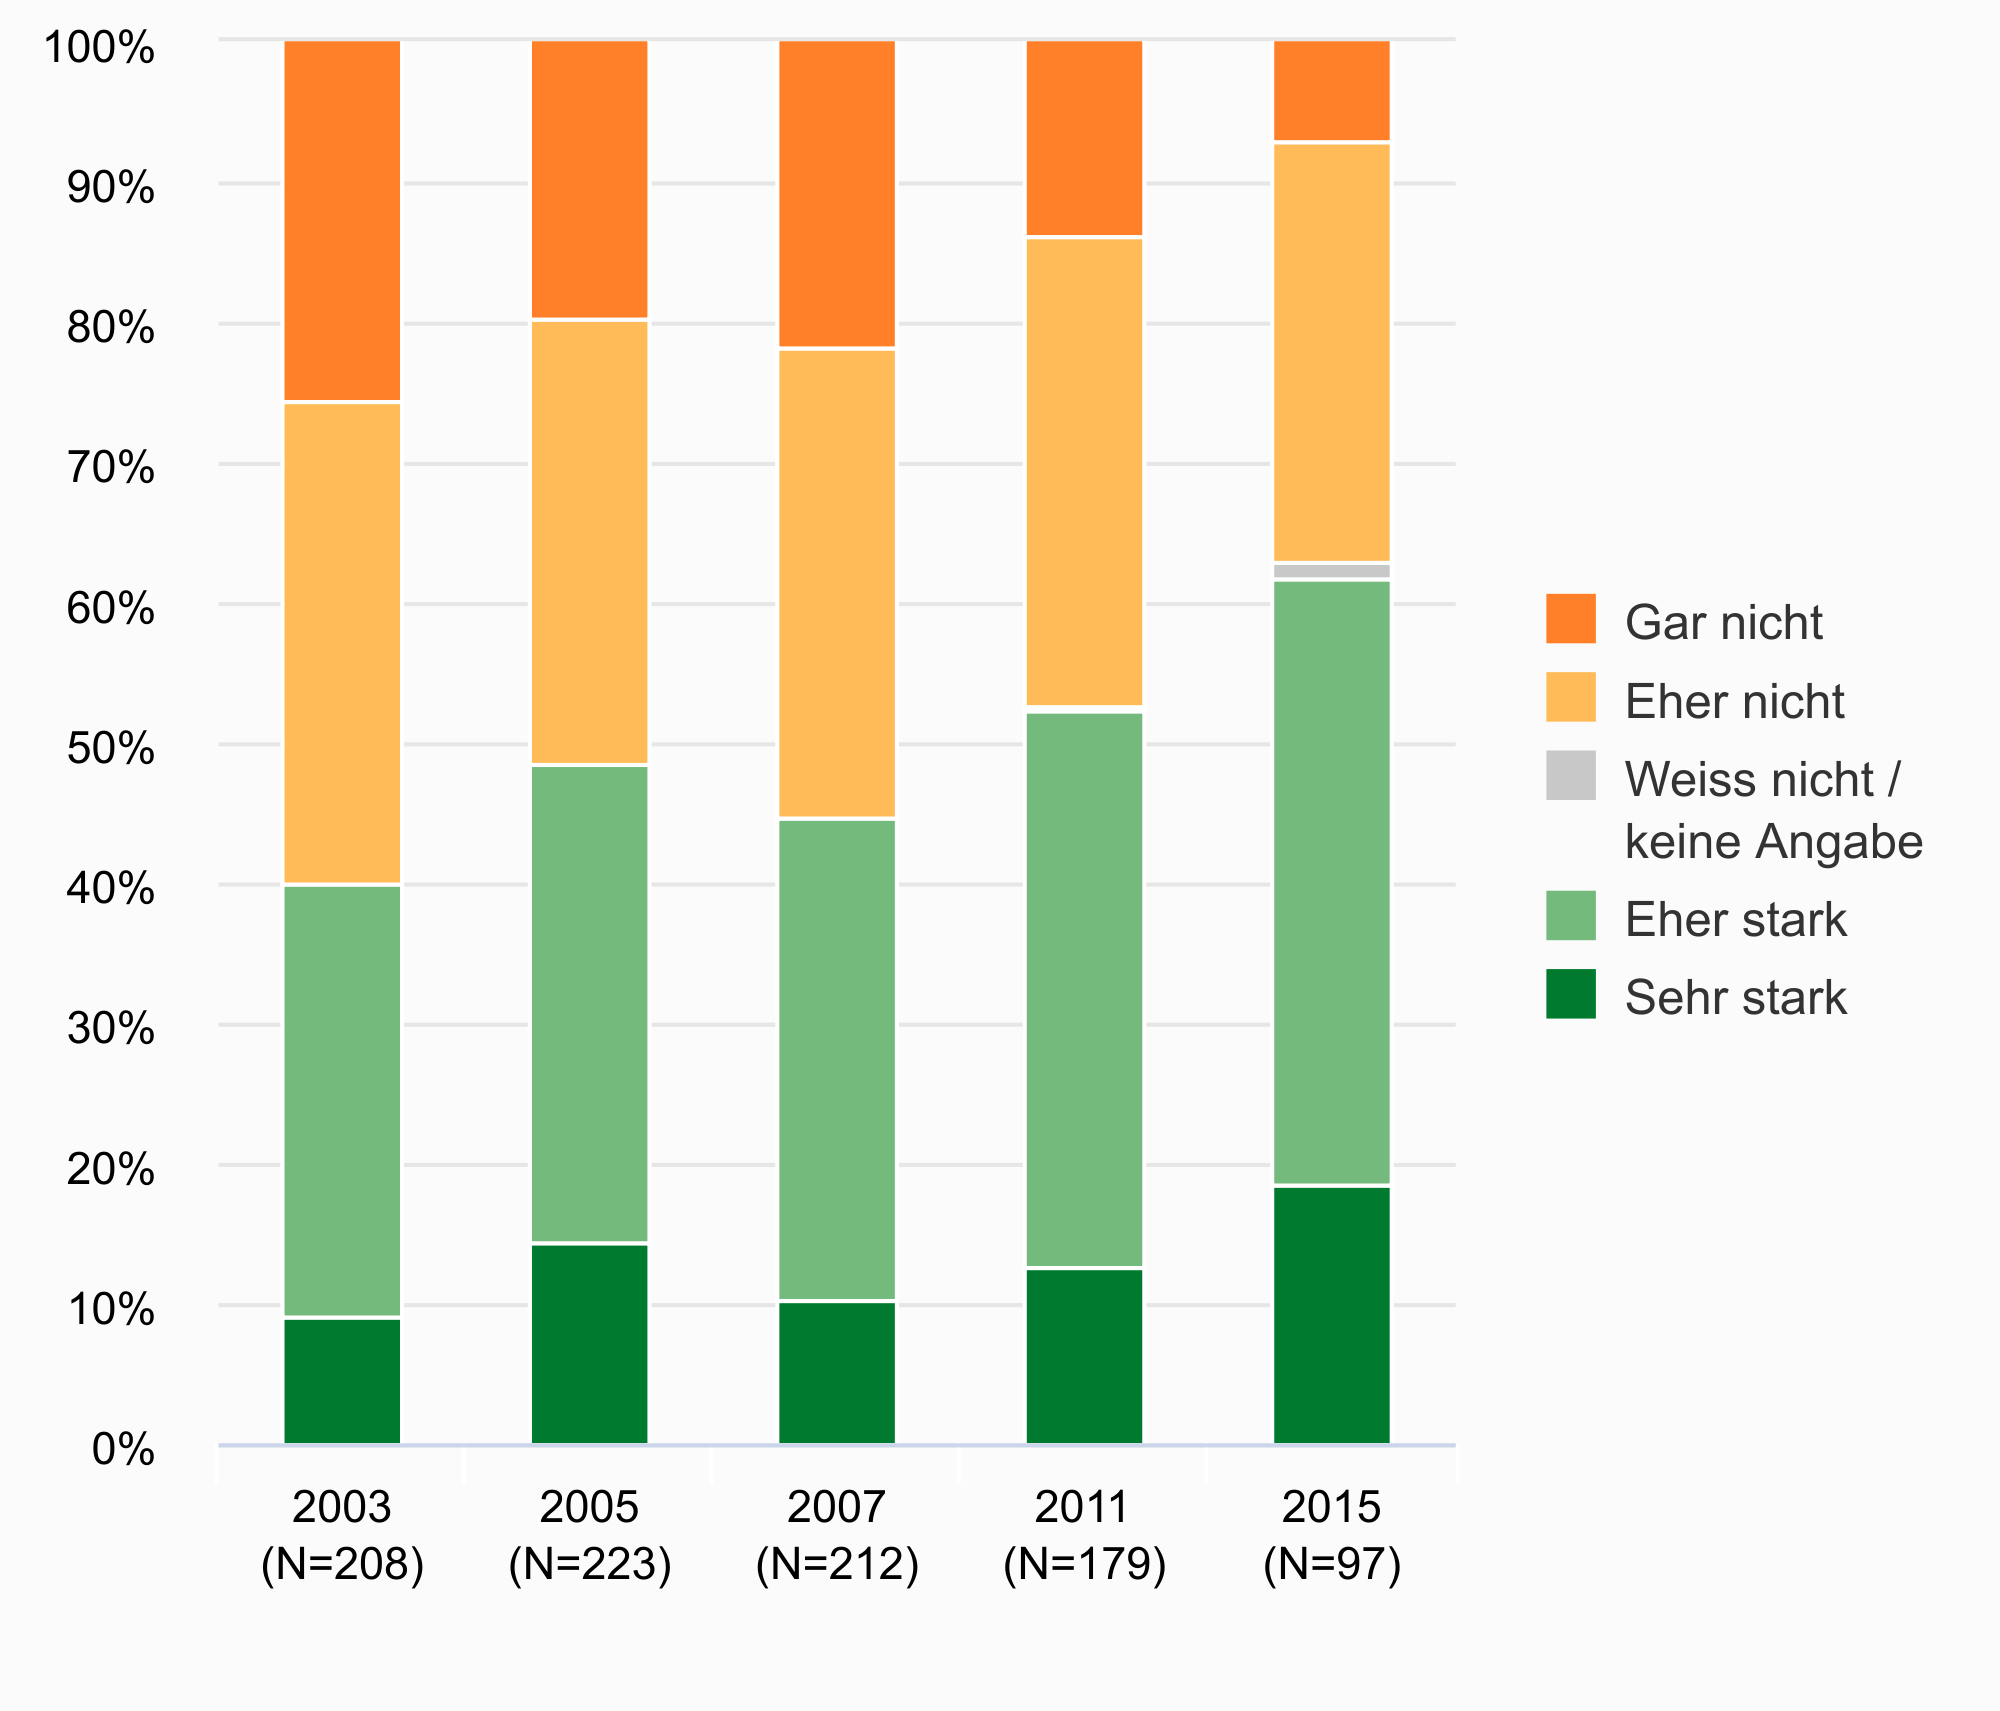 100%
90%
80%
70%
60%
50%
40%
30%
20%
10%
0%
2003
(N=208)
2005
(N=223)
2007
(N=212)
2011
(N=179)
2015
(N=97)
Gar nicht
Eher nicht
Weiss nicht /
keine Angabe
Eher stark
Sehr stark